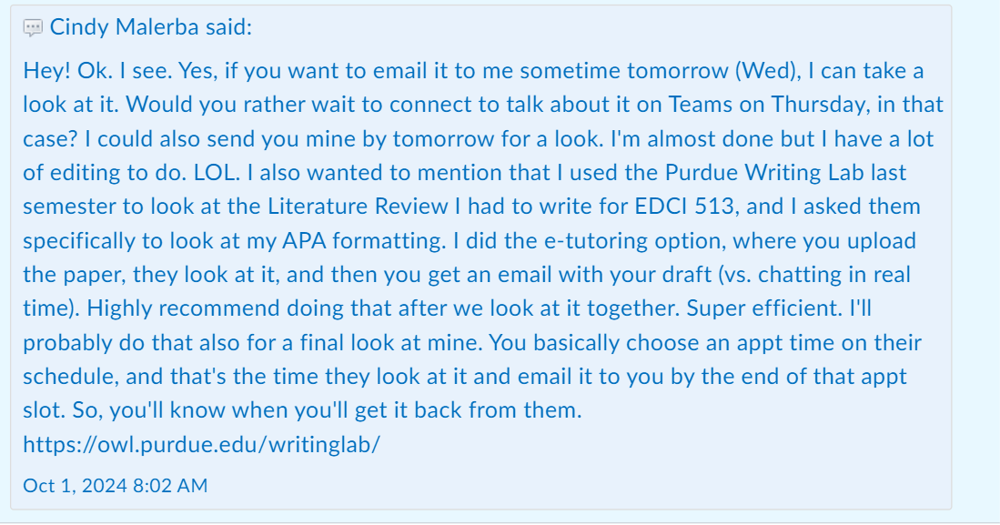 Cindy Malerba said:
Hey! Ok. I see. Yes, if you want to email it to me sometime tomorrow (Wed), I can take a
look at it. Would you rather wait to connect to talk about it on Teams on Thursday, in that
case? I could also send you mine by tomorrow for a look. I'm almost done but I have a lot
of editing to do. LOL. I also wanted to mention that I used the Purdue Writing Lab last
semester to look at the Literature Review I had to write for EDCI 513, and I asked them
specifically to look at my APA formatting. I did the e-tutoring option, where you upload
the paper, they look at it, and then you get an email with your draft (vs. chatting in real
time). Highly recommend doing that after we look at it together. Super efficient. I'll
probably do that also for a final look at mine. You basically choose an appt time on their
schedule, and that's the time they look at it and email it to you by the end of that appt
slot. So, you'll know when you'll get it back from them.
https://owl.purdue.edu/writinglab/
Oct 1, 2024 8:02 AM